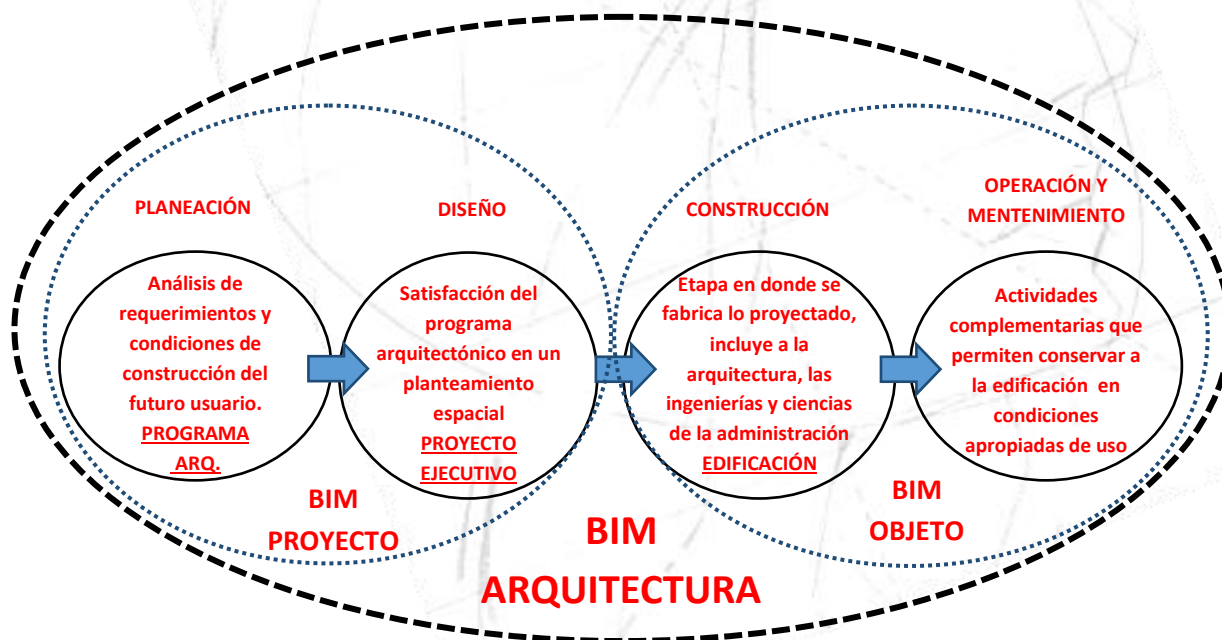 PLANEACIÓN
Análisis de
requerimientos y
condiciones de
construcción del
futuro usuario.
PROGRAMA
ARQ.
DISEÑO
Satisfacción del
programa
arquitectónico en un
planteamiento
espacial
PROYECTO
EJECUTIVO
BIM
PROYECTO
CONSTRUCCIÓN
Etapa en donde se
fabrica lo proyectado,
incluye a la
arquitectura, las
ingenierías y ciencias
de la administración
EDIFICACIÓN
OPERACIÓN Y
MENTENIMIENTO
Actividades
complementarias que
permiten conservar a
la edificación en
condiciones
apropiadas de uso
BIM
OBJETO
BIM
ARQUITECTURA